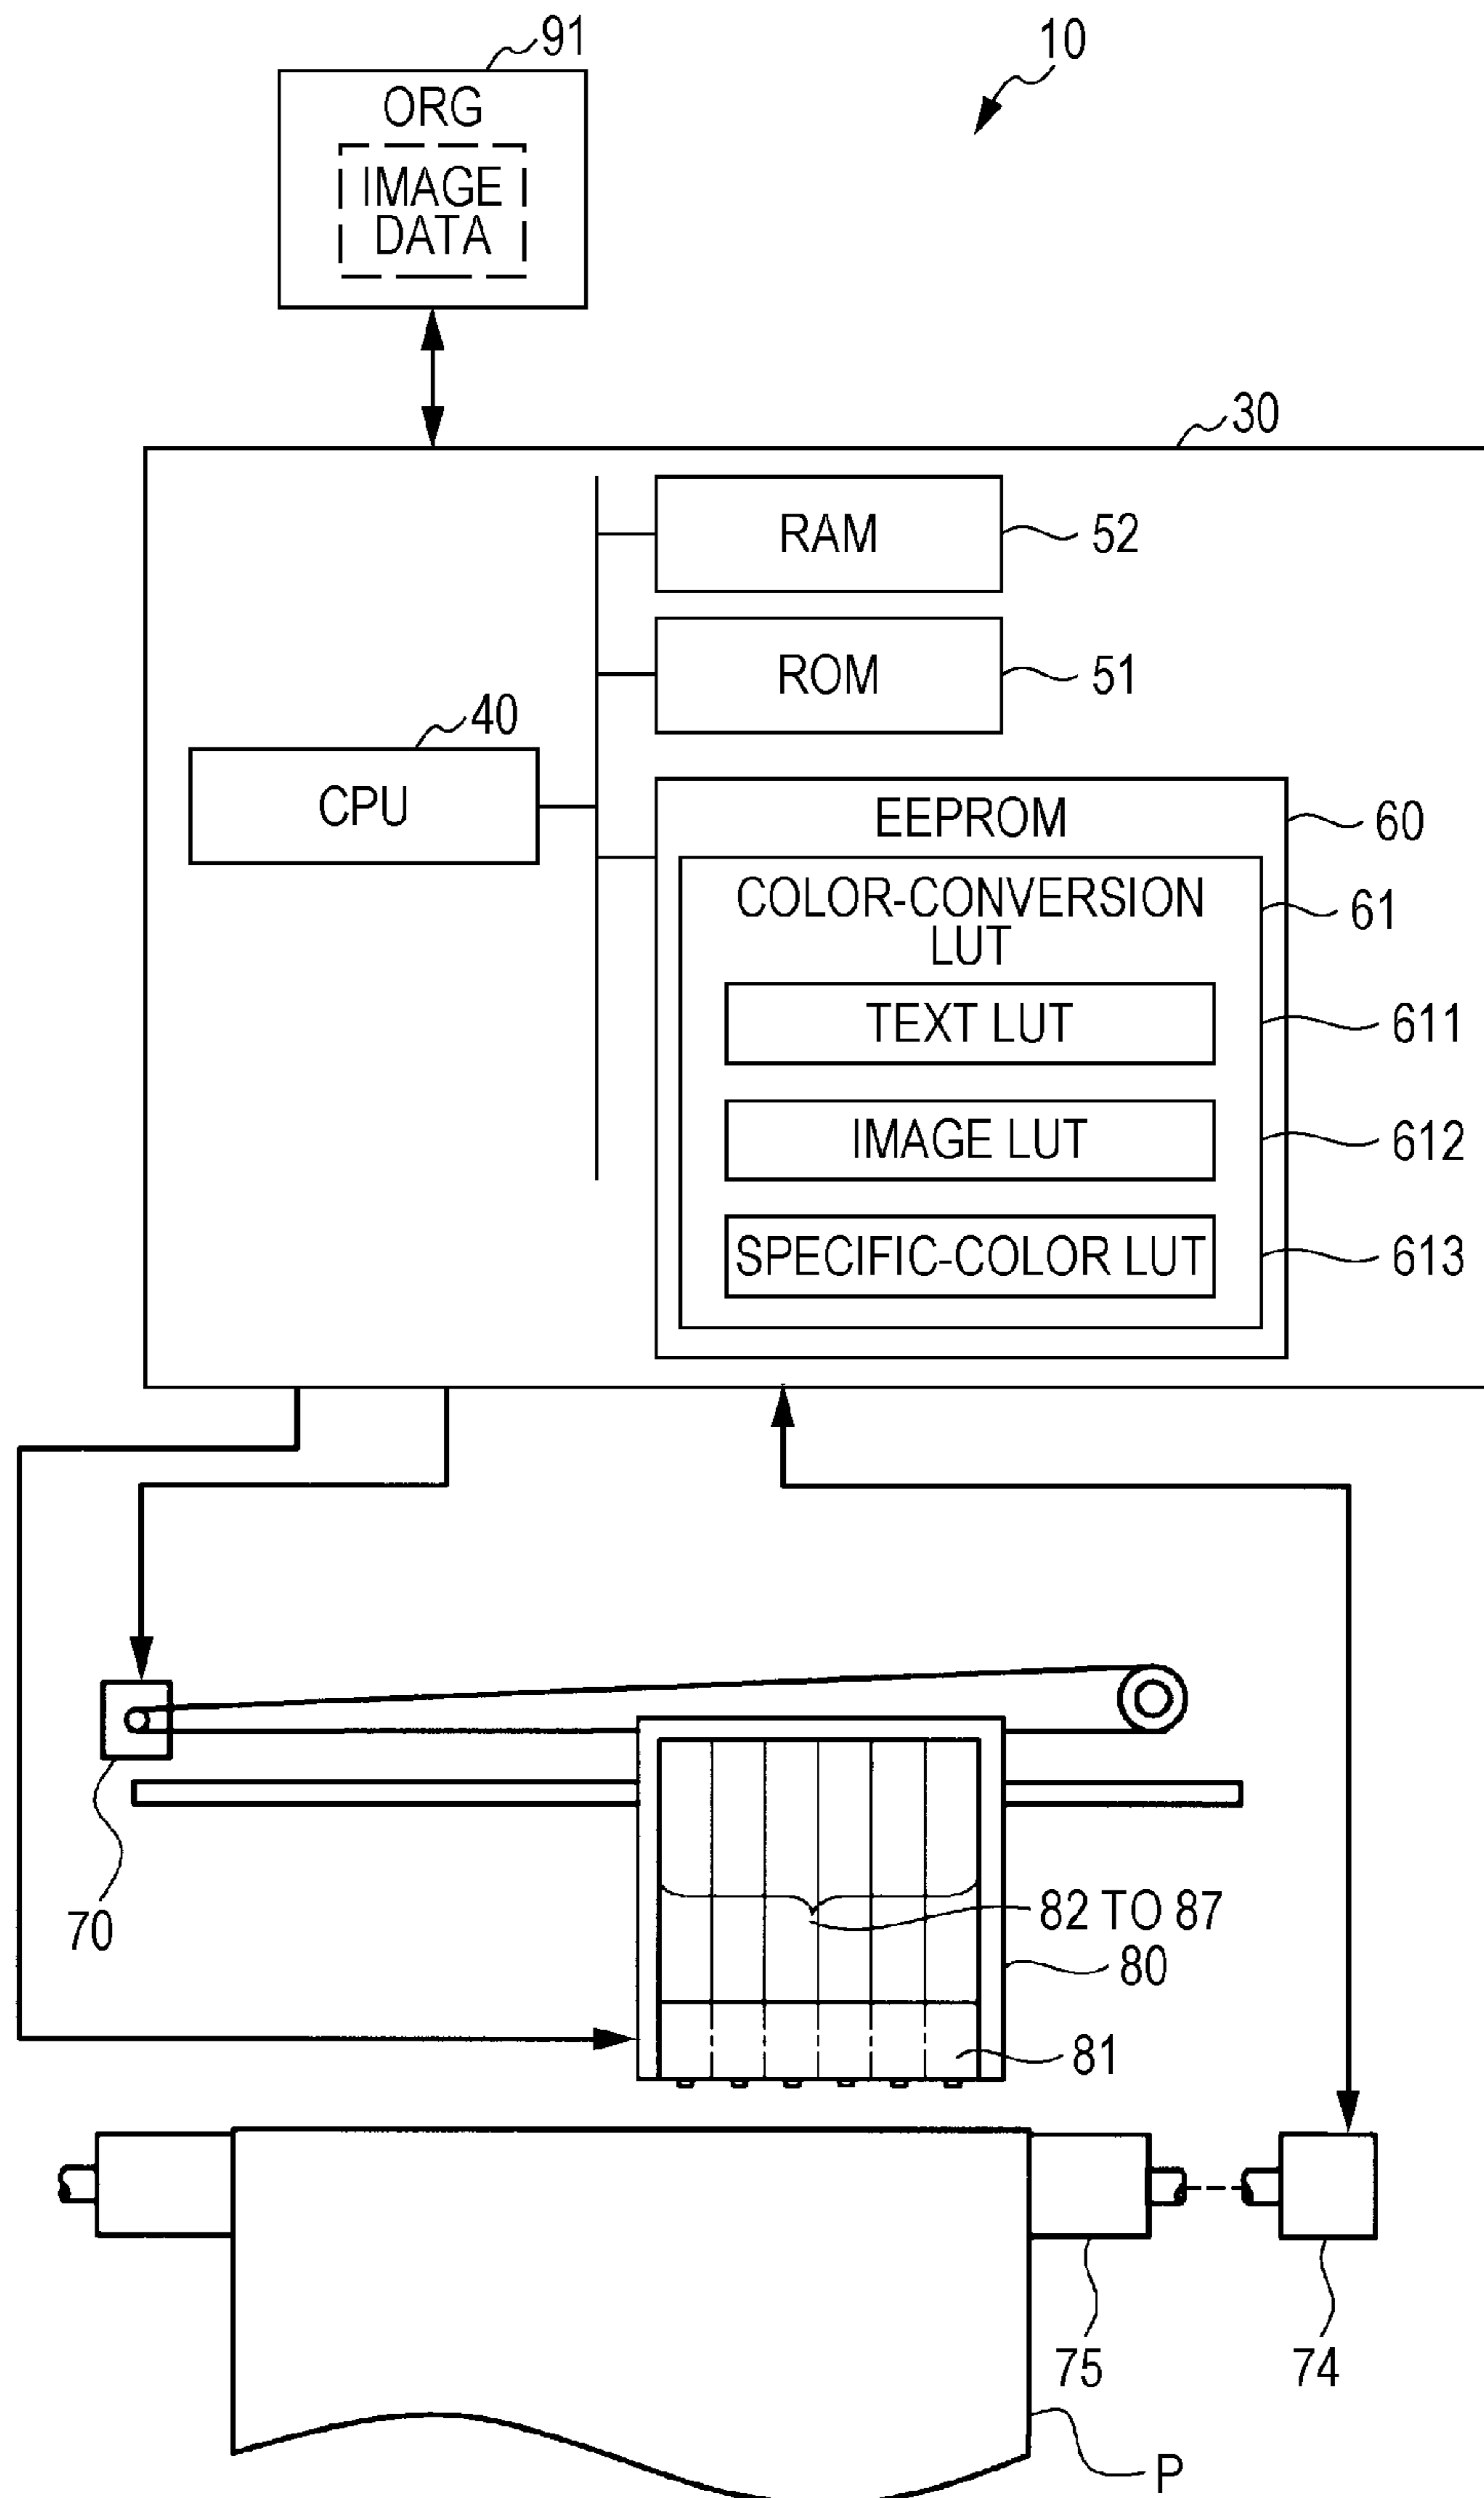 91
10
ORG
IMAGE
DATA
30
RAM
52
ROM
51
40
CPU
EEPROM
60
COLOR-CONVERSION
LUT
61
TEXT LUT
611
IMAGE LUT
612
SPECIFIC-COLOR LUT
613
70
82 TO 87
80
81
75
74
P